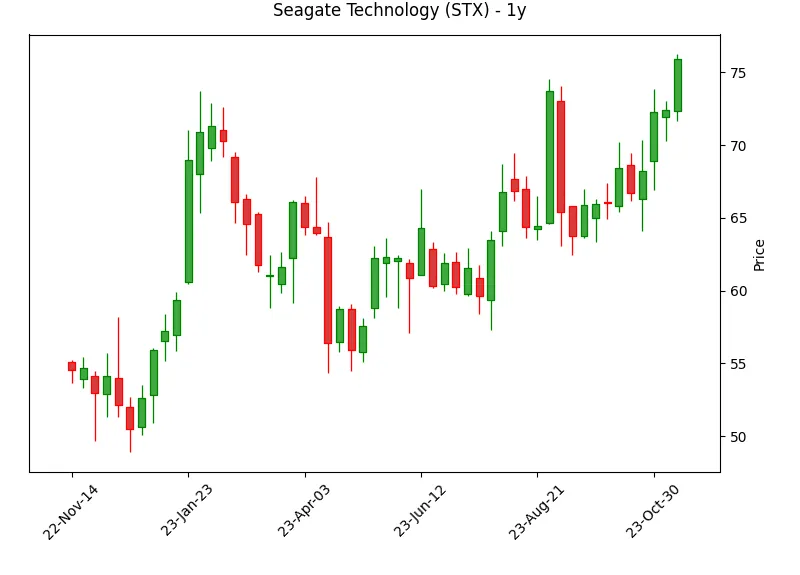 Seagate Technology (STX) - 1y
75
70
65
60
55
50
Price
22-Nov-14
23-Jan-23
23-Apr-03
23-Jun-12
23-Aug-21
23-Oct-30